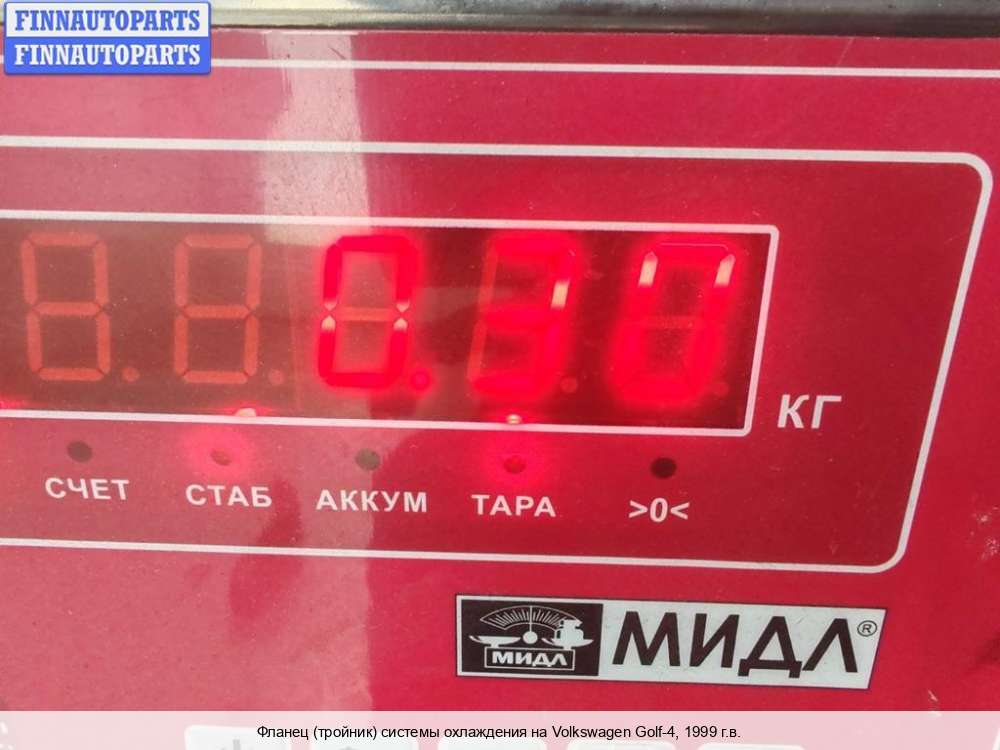 FINNAUTOPARTS
FINNAUTOPARTS
0.30
КГ
СЧЕТ СТАБ АККУМ ТАРА >0<
МИДЛ МИДЛ®
Фланец (тройник) системы охлаждения на Volkswagen Golf-4, 1999 г.в.